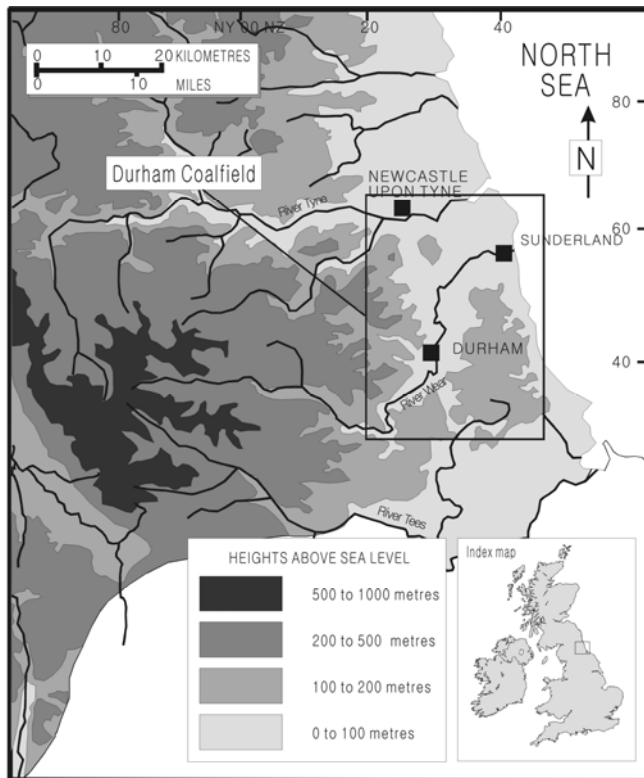 80
NY 00 NZ
20
0 10 20 KILOMETRES
0 10 MILES
NORTH
SEA
80
N
Durham Coalfield
NEWCASTLE
UPON TYNE
River Tyne
60
SUNDERLAND
DURHAM
40
River Wear
River Tees
HEIGHTS ABOVE SEA LEVEL
500 to 1000 metres
200 to 500 metres
100 to 200 metres
0 to 100 metres
Index map